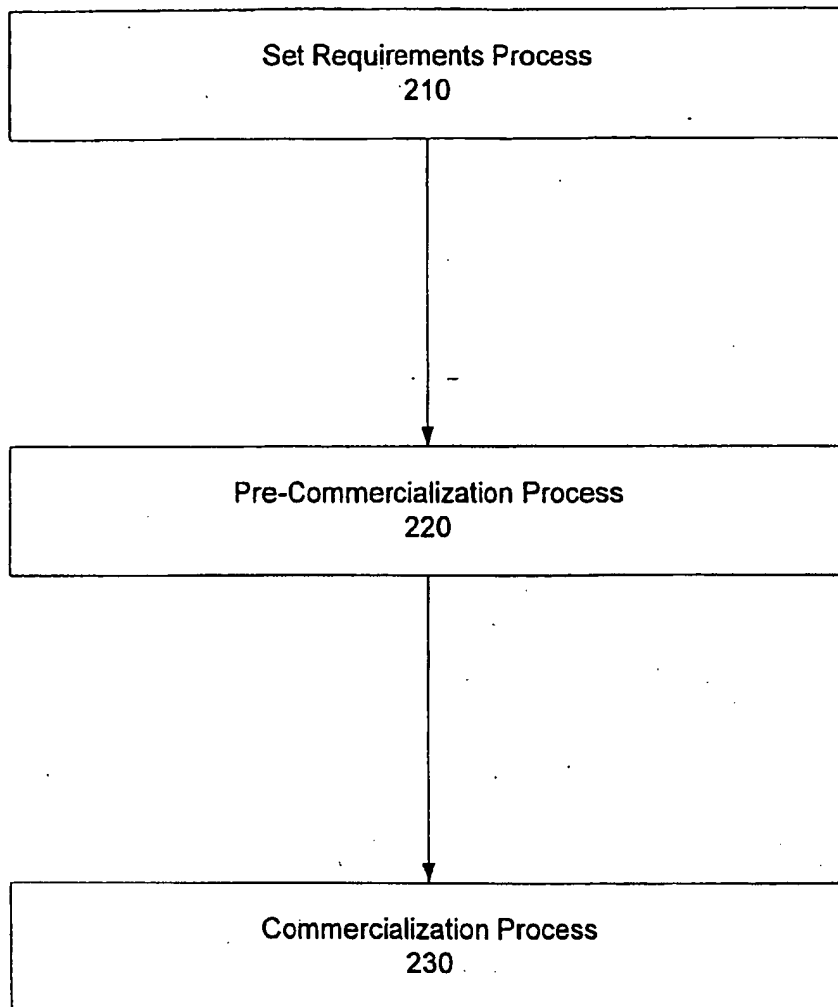 Set Requirements Process
210
Pre-Commercialization Process
220
Commercialization Process
230